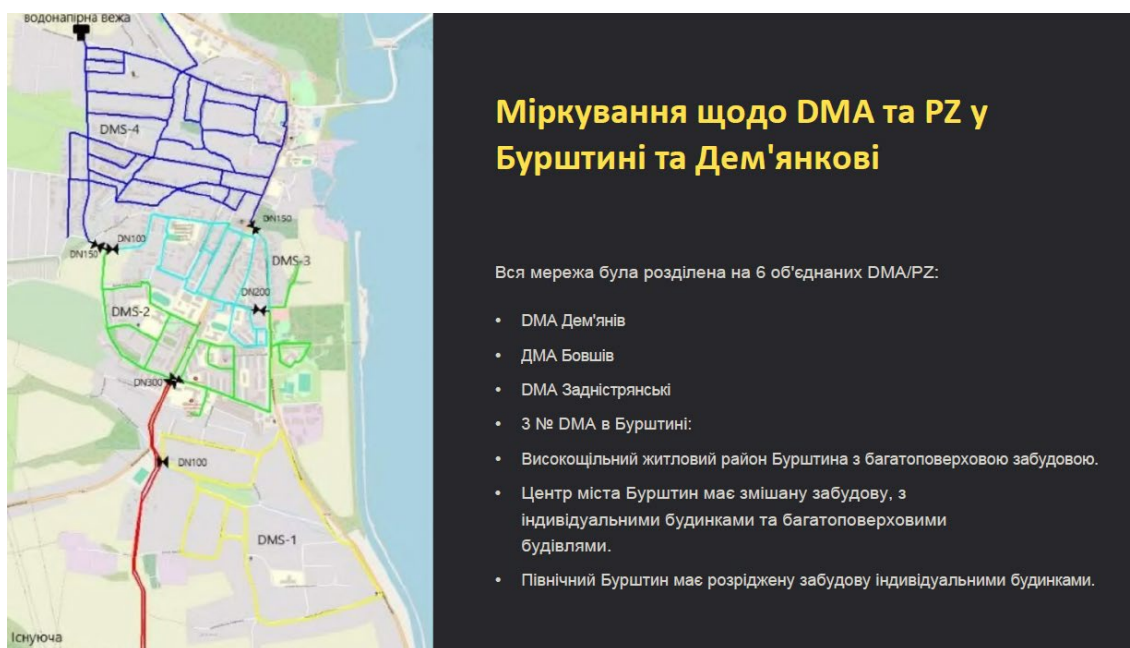 водонапірна вежа
DMS-4
DN150
DN100
DN150
DMS-3
DN200
DMS-2
DN300
DN100
DMS-1
Існуюча
Міркування щодо DMA та PZ у
Бурштині та Дем'янкові
Вся мережа була розділена на 6 об'єднаних DMA/PZ:
• DMA Дем'янів
• ДМА Бовшів
• DMA Задністрянські
• 3 № DMA в Бурштині:
• Високощільний житловий район Бурштина з багатоповерховою забудовою.
• Центр міста Бурштин має змішану забудову, з
індивідуальними будинками та багатоповерховими
будівлями.
• Північний Бурштин має розріджену забудову індивідуальними будинками.